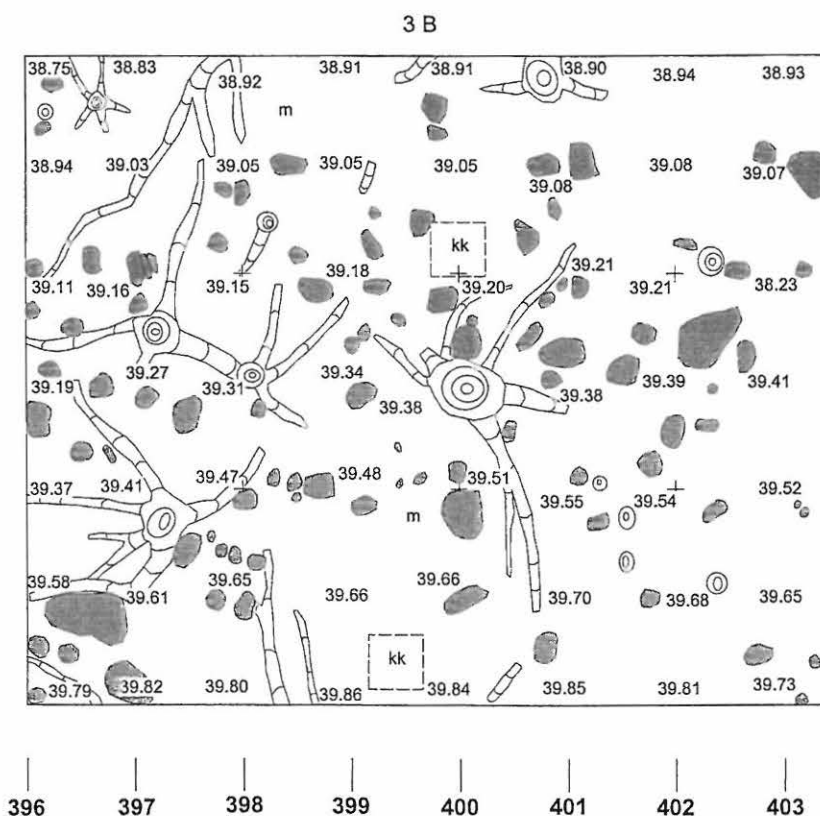 3 B
38.75 38.83 38.92 38.91 38.91 38.90 38.94 38.93
m
38.94 39.03 39.05 39.05 39.05 39.08 39.08 39.07
kk
39.11 39.16 39.15 39.18 39.20 39.21 39.21 38.23
39.19 39.27 39.31 39.34 39.38 39.38 39.39 39.41
39.37 39.41 39.47 39.48 39.51 39.55 39.54 39.52
m
39.58 39.61 39.65 39.66 39.66 39.70 39.68 39.65
kk
39.79 39.82 39.80 39.86 39.84 39.85 39.81 39.73
396 397 398 399 400 401 402 403